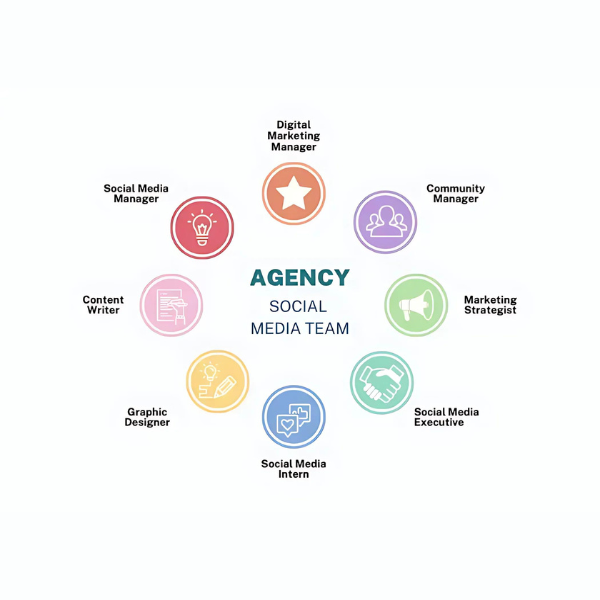 Digital
Marketing
Manager
Social Media
Manager
Community
Manager
AGENCY
SOCIAL
MEDIA TEAM
Content
Writer
Marketing
Strategist
Graphic
Designer
Social Media
Executive
Social Media
Intern